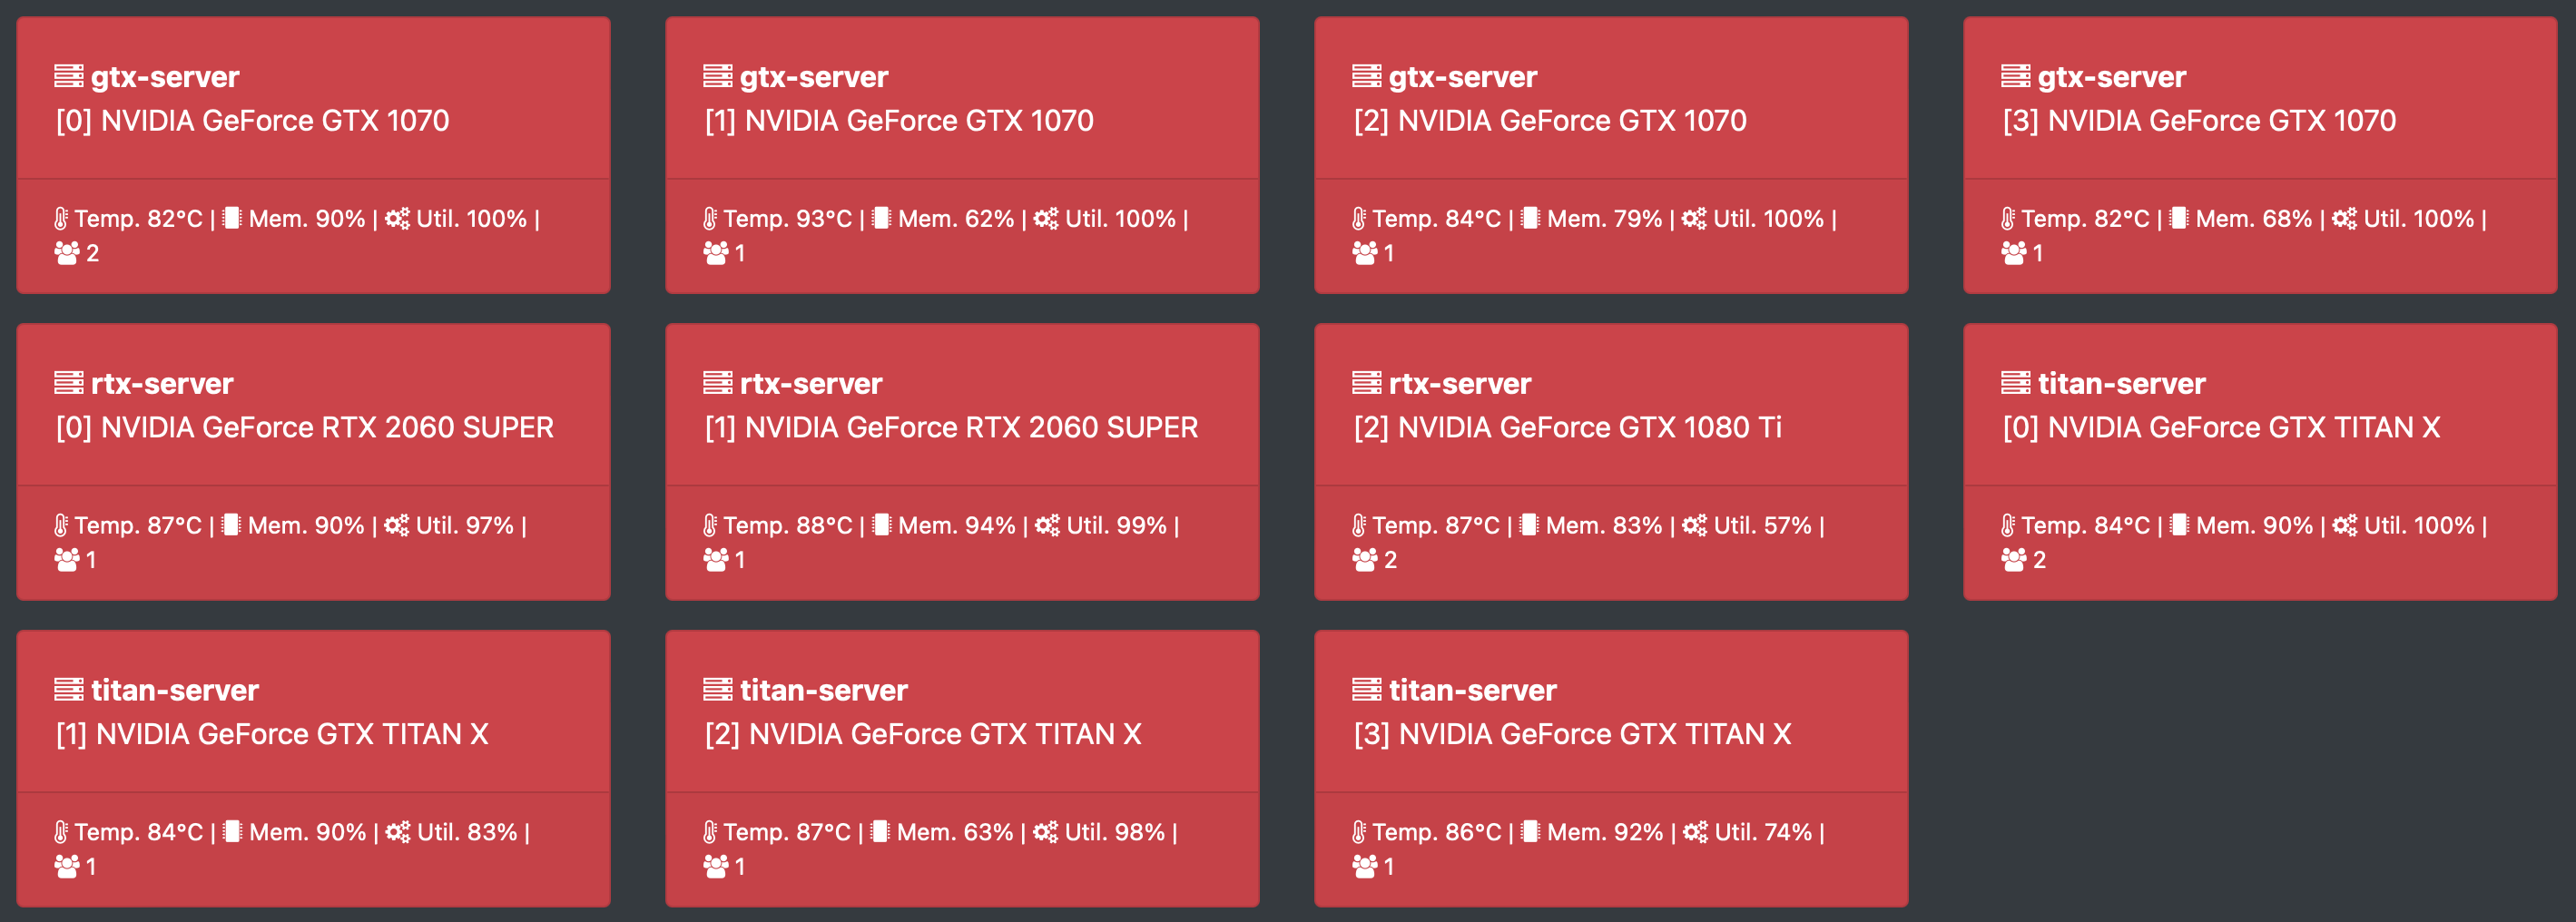 gtx-server
[0] NVIDIA GeForce GTX 1070
Temp. 82°C | Mem. 90% | Util. 100% |
2
gtx-server
[1] NVIDIA GeForce GTX 1070
Temp. 93°C | Mem. 62% | Util. 100% |
1
gtx-server
[2] NVIDIA GeForce GTX 1070
Temp. 84°C | Mem. 79% | Util. 100% |
1
gtx-server
[3] NVIDIA GeForce GTX 1070
Temp. 82°C | Mem. 68% | Util. 100% |
1
rtx-server
[0] NVIDIA GeForce RTX 2060 SUPER
Temp. 87°C | Mem. 90% | Util. 97% |
1
rtx-server
[1] NVIDIA GeForce RTX 2060 SUPER
Temp. 88°C | Mem. 94% | Util. 99% |
1
rtx-server
[2] NVIDIA GeForce GTX 1080 Ti
Temp. 87°C | Mem. 83% | Util. 57% |
2
titan-server
[0] NVIDIA GeForce GTX TITAN X
Temp. 84°C | Mem. 90% | Util. 100% |
2
titan-server
[1] NVIDIA GeForce GTX TITAN X
Temp. 84°C | Mem. 90% | Util. 83% |
1
titan-server
[2] NVIDIA GeForce GTX TITAN X
Temp. 87°C | Mem. 63% | Util. 98% |
1
titan-server
[3] NVIDIA GeForce GTX TITAN X
Temp. 86°C | Mem. 92% | Util. 74% |
1